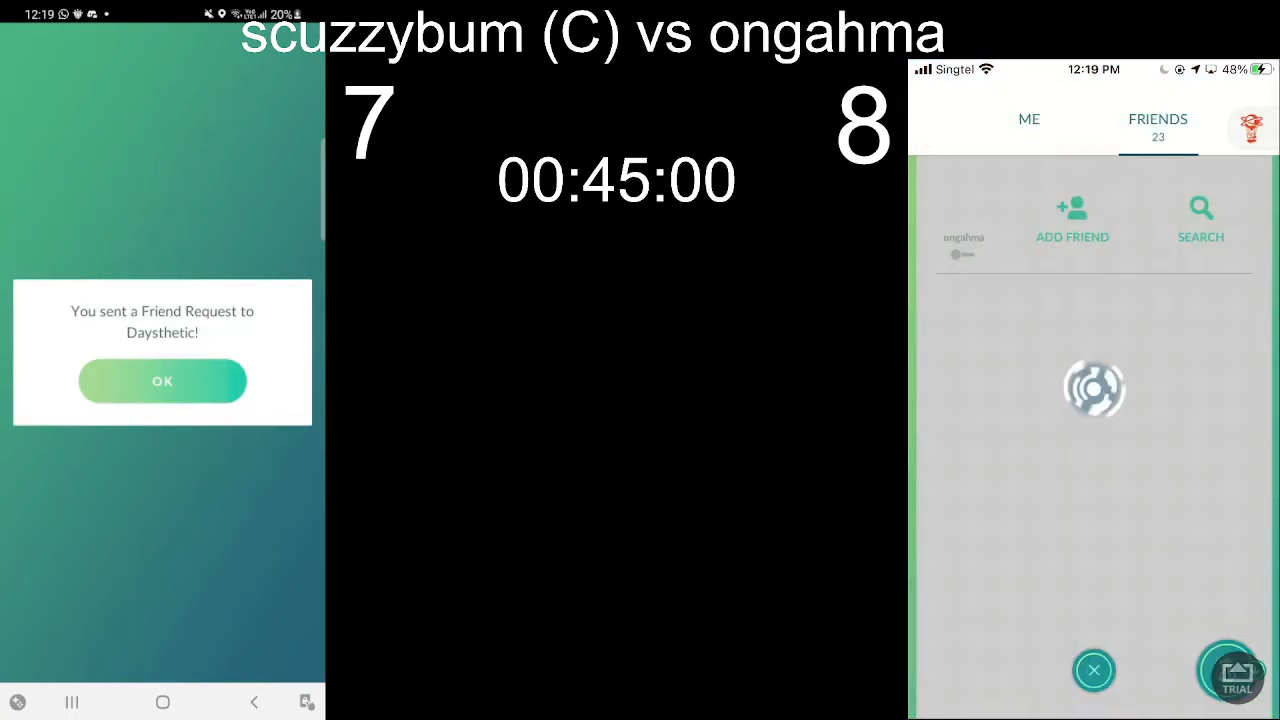 12:19
20%
scuzzybum (C) vs ongahma
7
8
00:45:00
You sent a Friend Request to
Daysthetic!
OK
Singtel
12:19 PM
48%
ME
FRIENDS
23
ongahma
ADD FRIEND
SEARCH
TRIAL